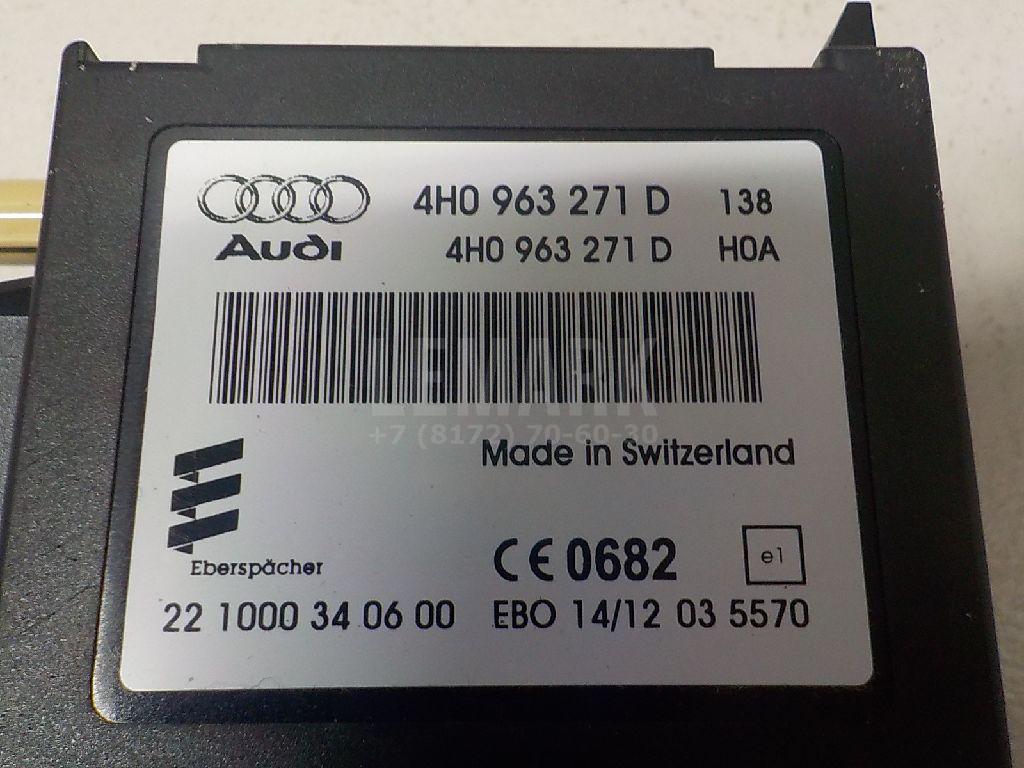 4H0 963 271 D 138
Audi 4H0 963 271 D H0A
LEMARK
+7 (8172) 70-60-30
Made in Switzerland
Eberspächer
CE 0682 e1
22 1000 34 06 00 EBO 14/12 03 5570